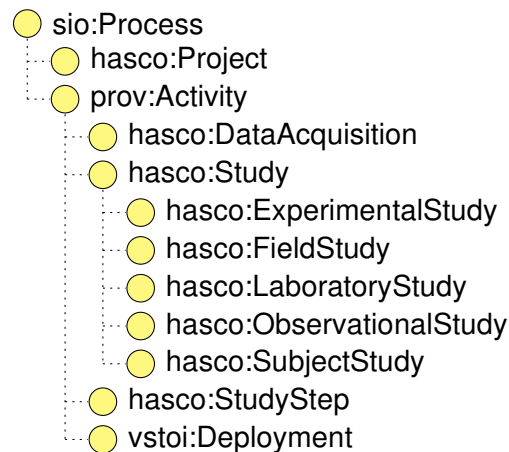 sio:Process
hasco:Project
prov:Activity
hasco:DataAcquisition
hasco:Study
hasco:ExperimentalStudy
hasco:FieldStudy
hasco:LaboratoryStudy
hasco:ObservationalStudy
hasco:SubjectStudy
hasco:StudyStep
vstoi:Deployment